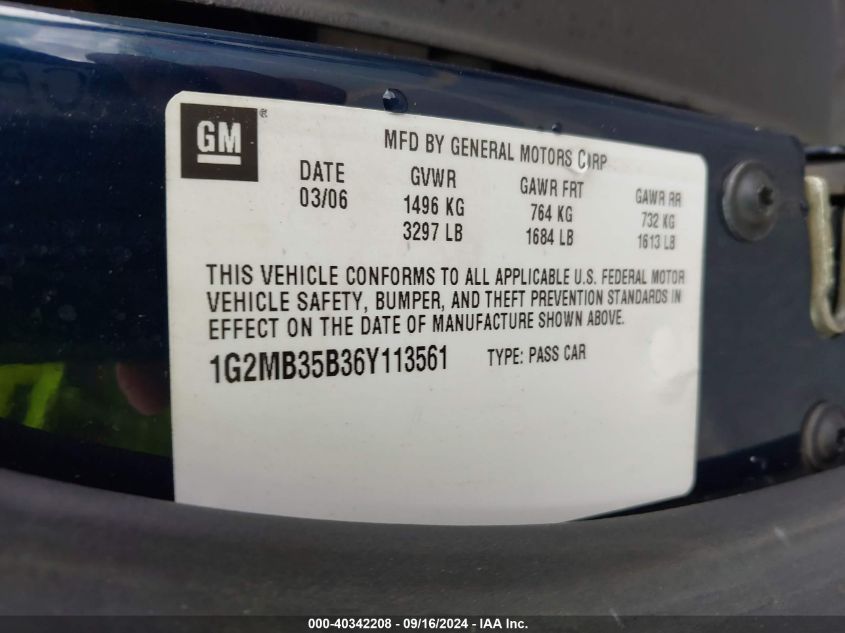 GM ®
MFD BY GENERAL MOTORS CORP
DATE GVWR GAWR FRT GAWR RR
03/06 1496 KG 764 KG 732 KG
3297 LB 1684 LB 1613 LB
THIS VEHICLE CONFORMS TO ALL APPLICABLE U.S. FEDERAL MOTOR
VEHICLE SAFETY, BUMPER, AND THEFT PREVENTION STANDARDS IN
EFFECT ON THE DATE OF MANUFACTURE SHOWN ABOVE.
1G2MB35B36Y113561 TYPE: PASS CAR
000-40342208 - 09/16/2024 - IAA Inc.